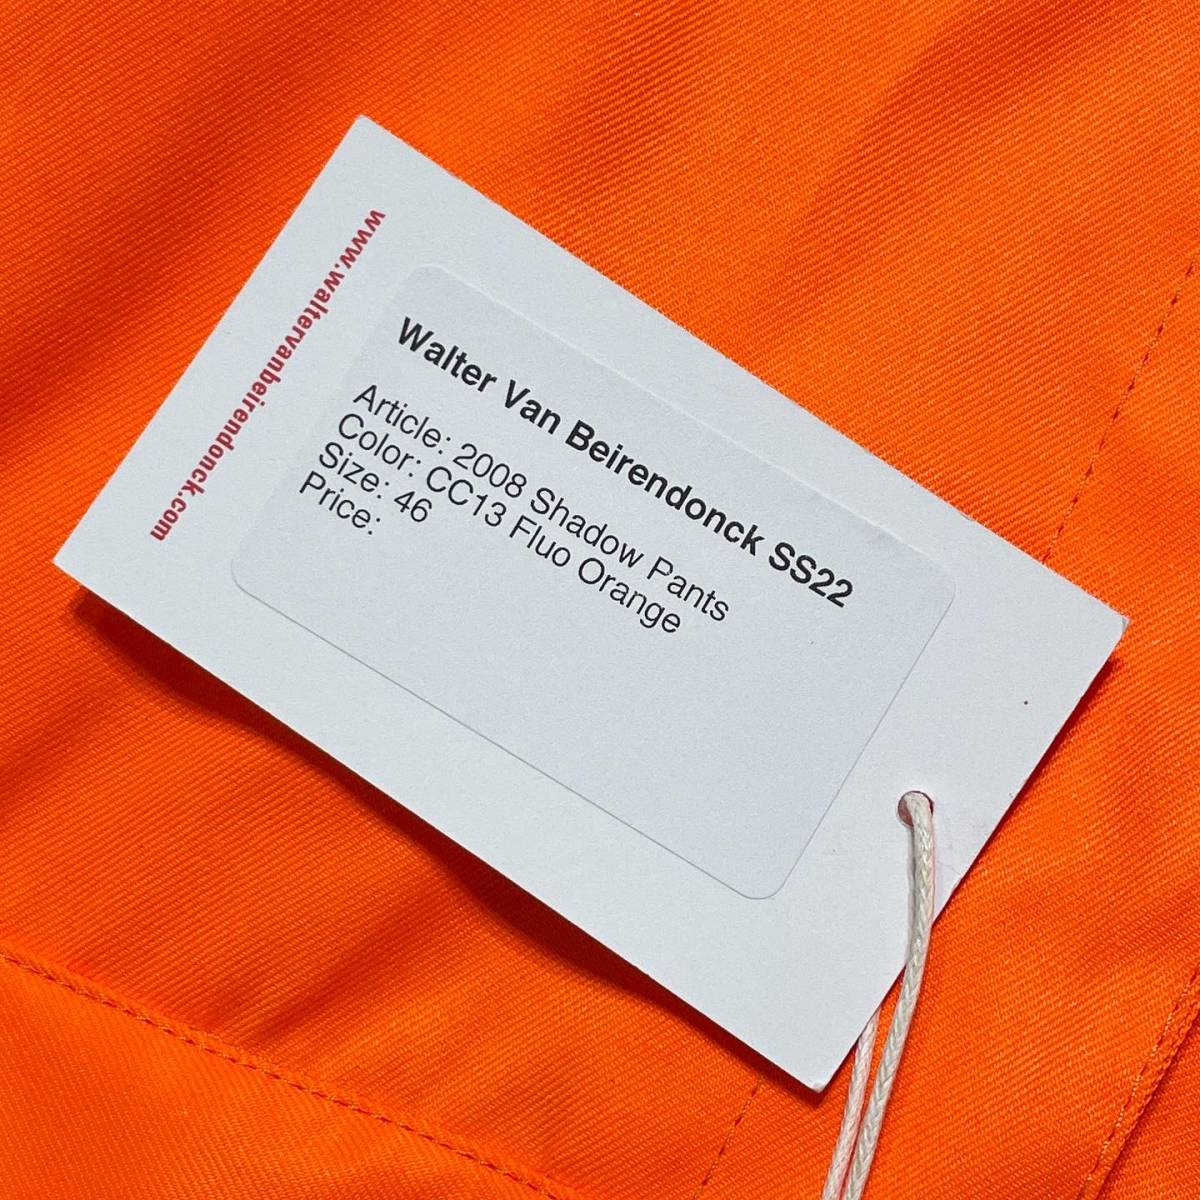 www.waltervanbeirendonck.com
Walter Van Beirendonck SS22
Article: 2008 Shadow Pants
Color: CC13 Fluo Orange
Size: 46
Price: